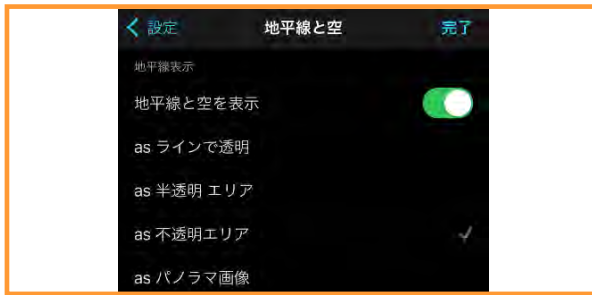 設定 地平線と空 完了
地平線表示
地平線と空を表示
as ラインで透明
as 半透明 エリア
as 不透明エリア
as パノラマ画像